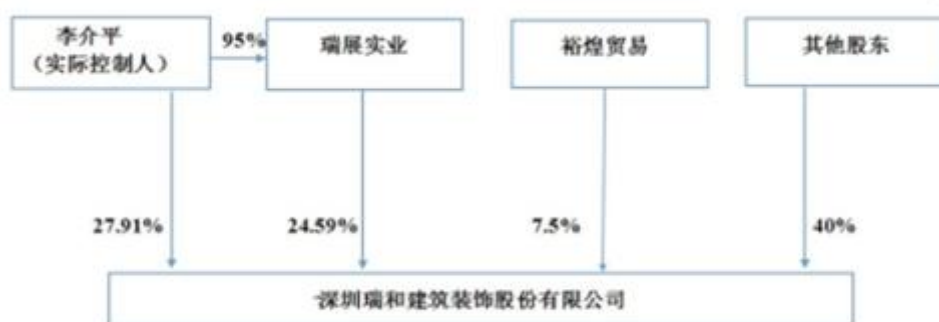 李介平
（实际控制人）
95%
瑞展实业
裕煌贸易
其他股东
27.91%
24.59%
7.5%
40%
深圳瑞和建筑装饰股份有限公司